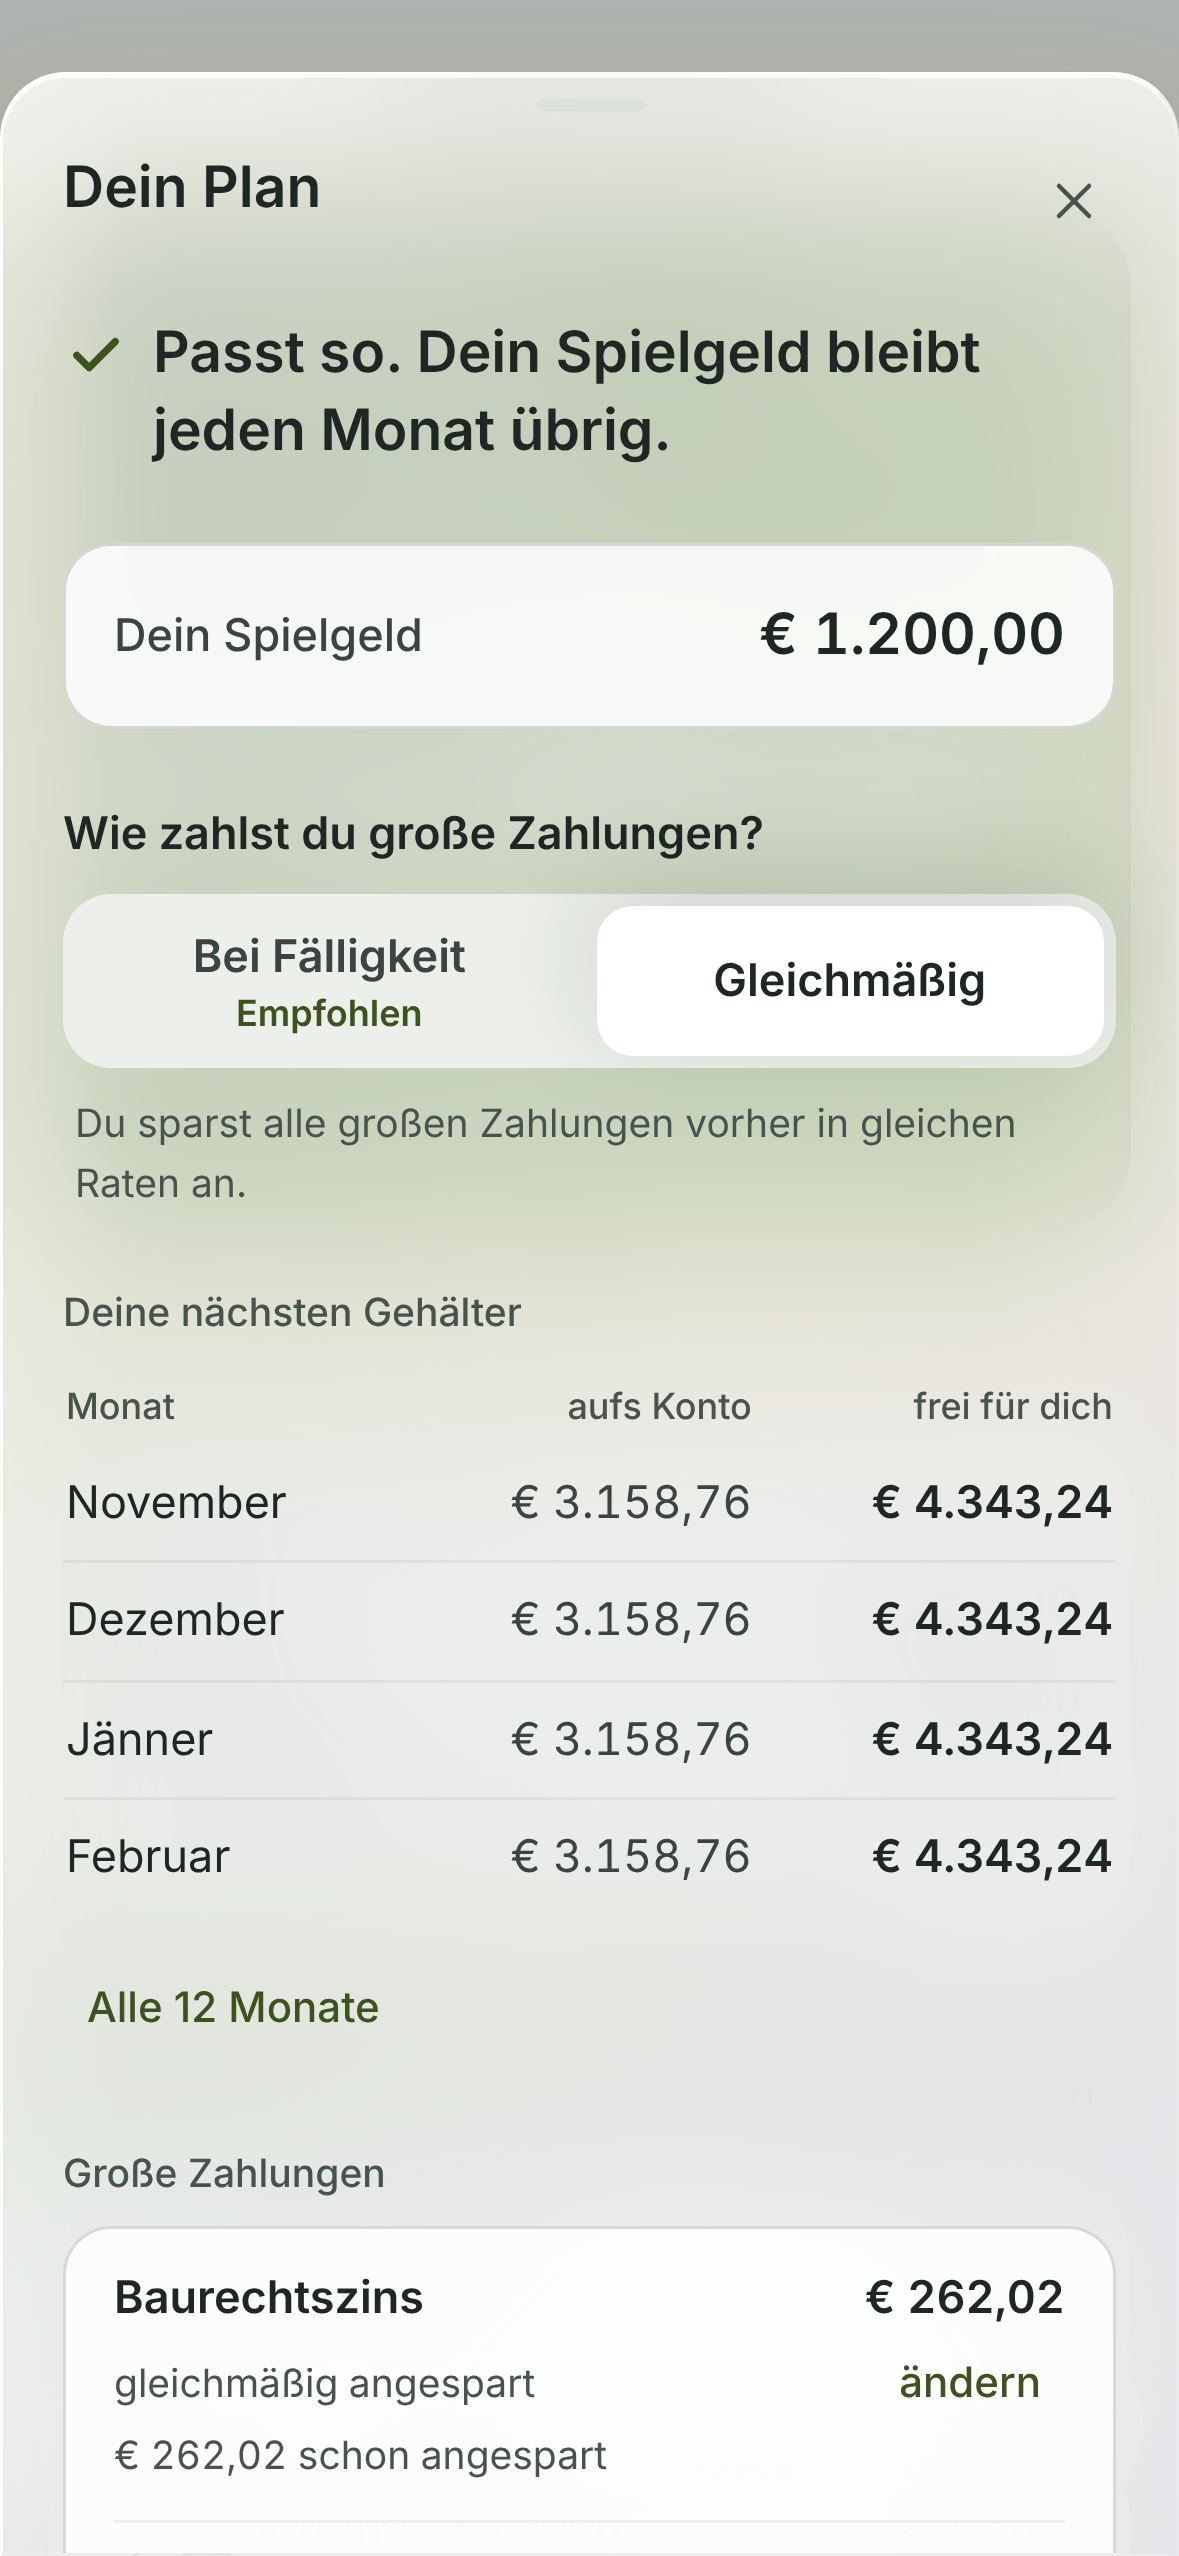 Dein Plan
Passt so. Dein Spielgeld bleibt
jeden Monat übrig.
Dein Spielgeld € 1.200,00
Wie zahlst du große Zahlungen?
Bei Fälligkeit
Empfohlen
Gleichmäßig
Du sparst alle großen Zahlungen vorher in gleichen
Raten an.
Deine nächsten Gehälter
Monat aufs Konto frei für dich
November € 3.158,76 € 4.343,24
Dezember € 3.158,76 € 4.343,24
Jänner € 3.158,76 € 4.343,24
Februar € 3.158,76 € 4.343,24
Alle 12 Monate
Große Zahlungen
Baurechtszins € 262,02
gleichmäßig angespart ändern
€ 262,02 schon angespart